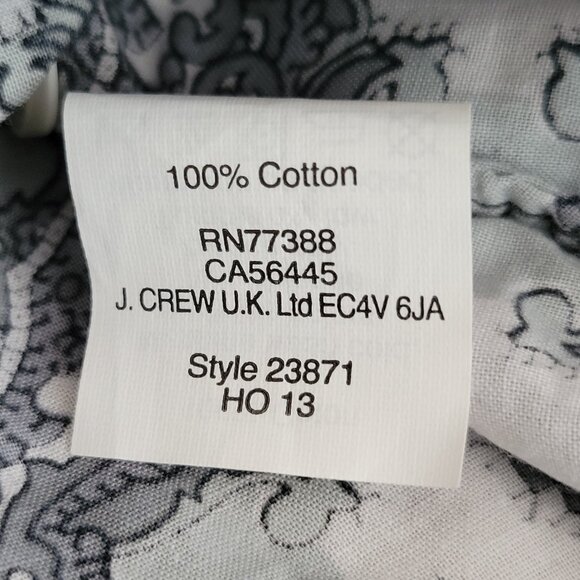 100% Cotton
RN77388
CA56445
J. CREW U.K. Ltd EC4V 6JA
Style 23871
HO 13